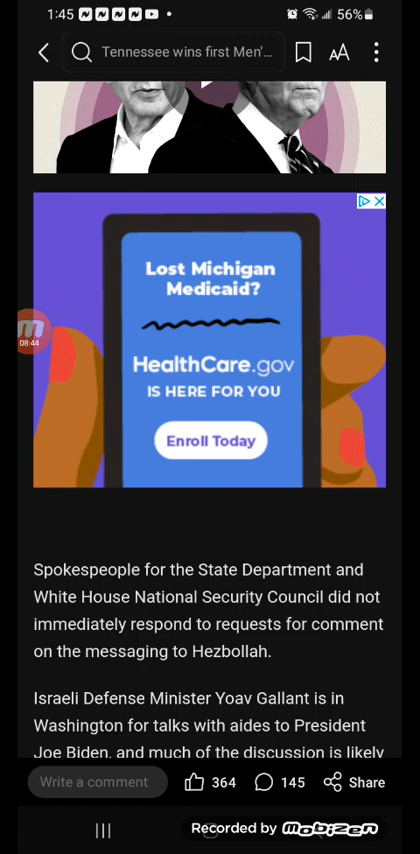 1:45
56%
Tennessee wins first Men'...
AA
Lost Michigan
Medicaid?
08:44
HealthCare.gov
IS HERE FOR YOU
Enroll Today
Spokespeople for the State Department and
White House National Security Council did not
immediately respond to requests for comment
on the messaging to Hezbollah.
Israeli Defense Minister Yoav Gallant is in
Washington for talks with aides to President
Joe Biden, and much of the discussion is likely
Write a comment
364
145
Share
Recorded by mobizen